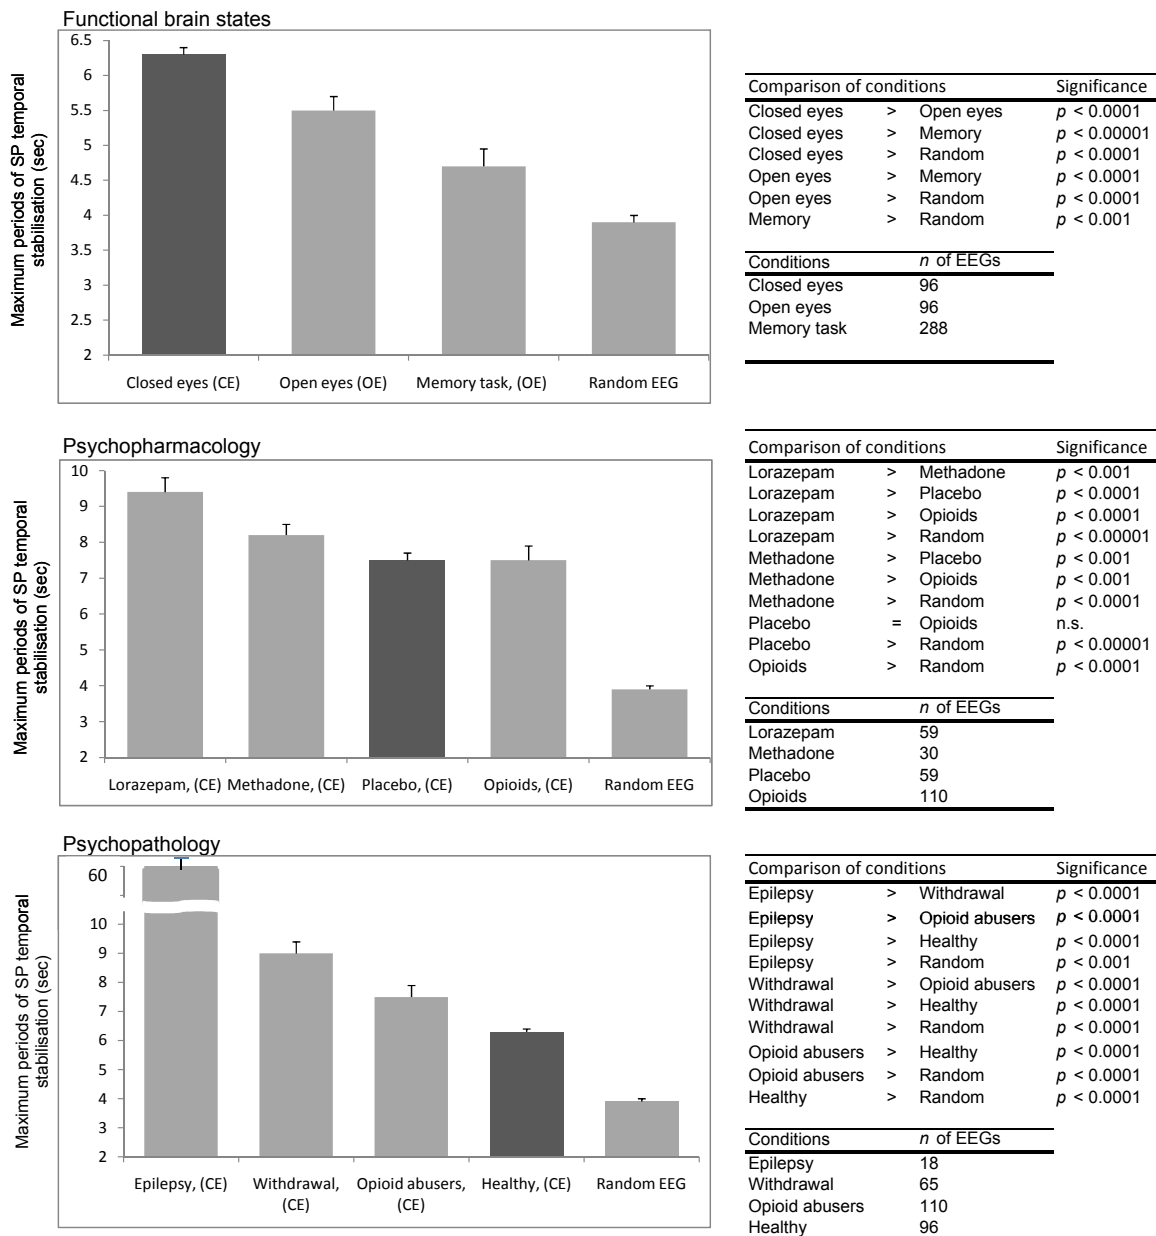 Functional brain states
Maximum periods of SP temporal
stabilisation (sec)
6.5
6
5.5
5
4.5
4
3.5
3
2.5
2
Closed eyes (CE) Open eyes (OE) Memory task, (OE) Random EEG
Comparison of conditions Significance
Closed eyes > Open eyes p < 0.0001
Closed eyes > Memory p < 0.00001
Closed eyes > Random p < 0.0001
Open eyes > Memory p < 0.0001
Open eyes > Random p < 0.0001
Memory > Random p < 0.001
Conditions n of EEGs
Closed eyes 96
Open eyes 96
Memory task 288
Psychopharmacology
Maximum periods of SP temporal
stabilisation (sec)
10
9
8
7
6
5
4
3
2
Lorazepam, (CE) Methadone, (CE) Placebo, (CE) Opioids, (CE) Random EEG
Comparison of conditions Significance
Lorazepam > Methadone p < 0.001
Lorazepam > Placebo p < 0.0001
Lorazepam > Opioids p < 0.0001
Lorazepam > Random p < 0.00001
Methadone > Placebo p < 0.001
Methadone > Opioids p < 0.001
Methadone > Random p < 0.0001
Placebo = Opioids n.s.
Placebo > Random p < 0.00001
Opioids > Random p < 0.0001
Conditions n of EEGs
Lorazepam 59
Methadone 30
Placebo 59
Opioids 110
Psychopathology
Maximum periods of SP temporal
stabilisation (sec)
60
10
9
8
7
6
5
4
3
2
Epilepsy, (CE) Withdrawal, Opioid abusers, Healthy, (CE) Random EEG
(CE) (CE)
Comparison of conditions Significance
Epilepsy > Withdrawal p < 0.0001
Epilepsy > Opioid abusers p < 0.0001
Epilepsy > Healthy p < 0.0001
Epilepsy > Random p < 0.001
Withdrawal > Opioid abusers p < 0.0001
Withdrawal > Healthy p < 0.0001
Withdrawal > Random p < 0.0001
Opioid abusers > Healthy p < 0.0001
Opioid abusers > Random p < 0.0001
Healthy > Random p < 0.0001
Conditions n of EEGs
Epilepsy 18
Withdrawal 65
Opioid abusers 110
Healthy 96